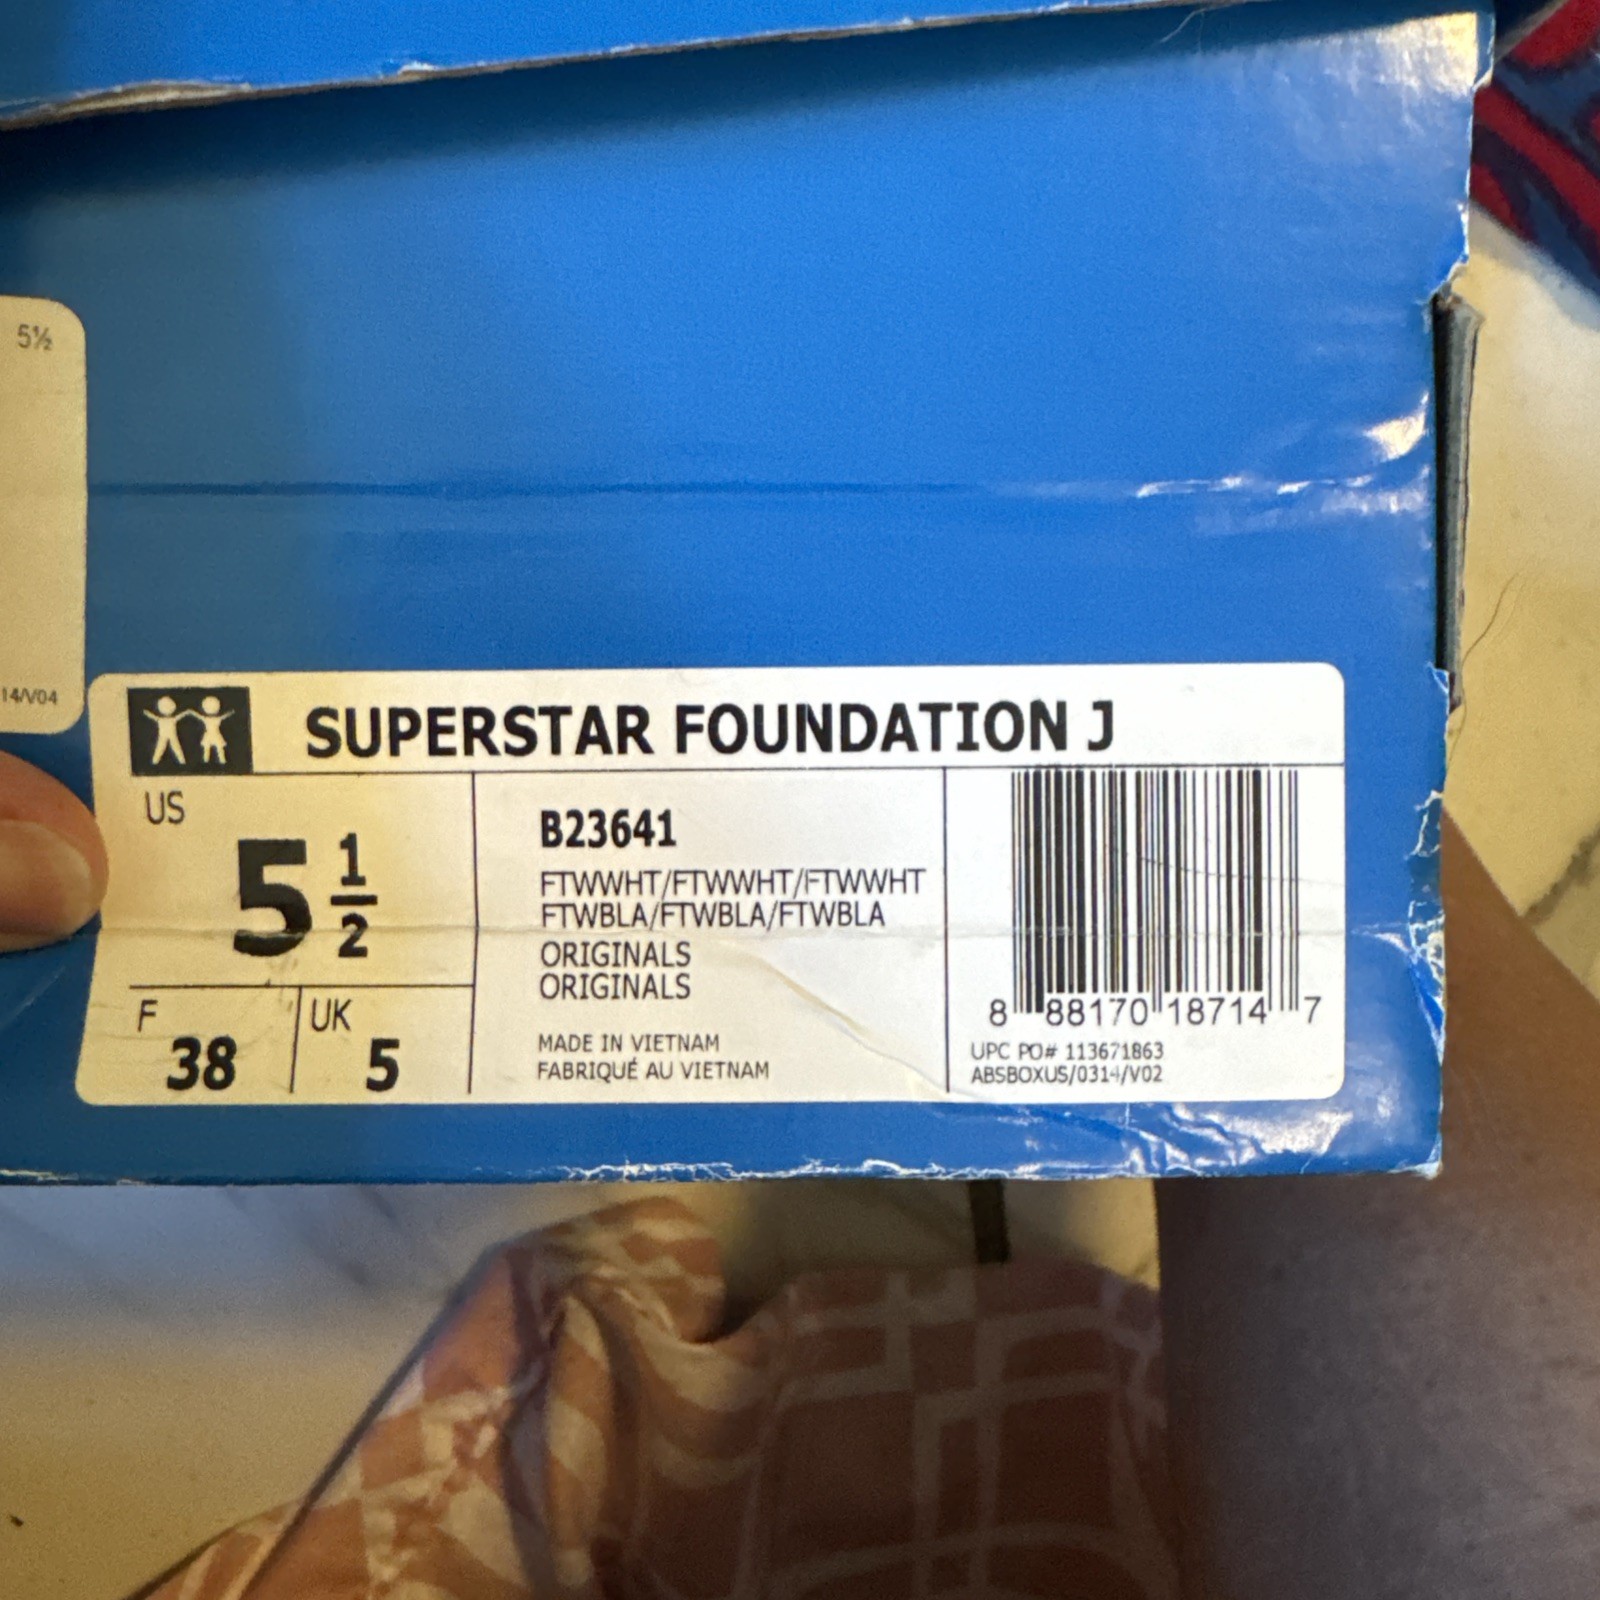 5½
14/V04
SUPERSTAR FOUNDATION J
US
5 1/2
F
38
UK
5
B23641
FTWWHT/FTWWHT/FTWWHT
FTWBLA/FTWBLA/FTWBLA
ORIGINALS
ORIGINALS
MADE IN VIETNAM
FABRIQUÉ AU VIETNAM
8 88170 18714 7
UPC PO# 113671863
ABSBOXUS/0314/V02